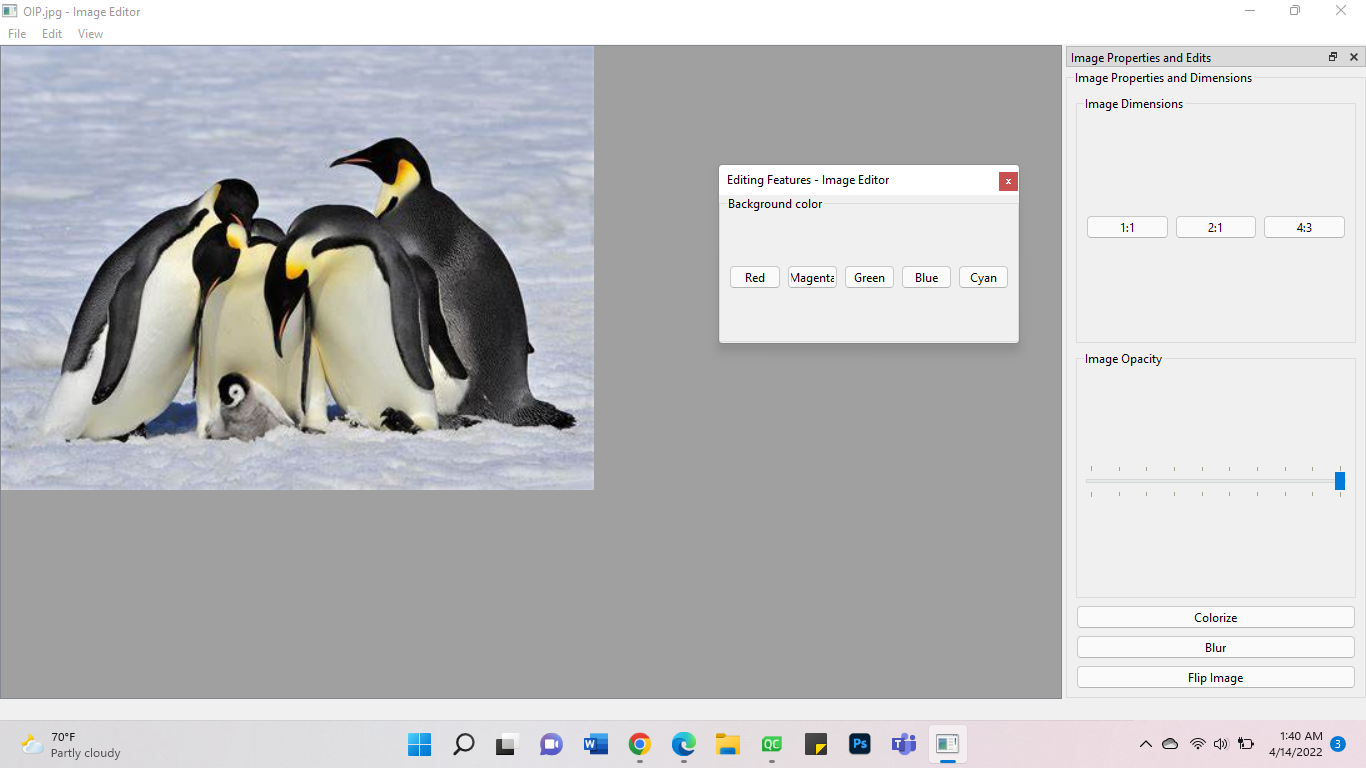 OIP.jpg - Image Editor
File Edit View
Image Properties and Edits
Image Properties and Dimensions
Image Dimensions
1:1 2:1 4:3
Image Opacity
Colorize
Blur
Flip Image
Editing Features - Image Editor
x
Background color
Red Magenta Green Blue Cyan
70°F
Partly cloudy
W
QC
Ps
T
1:40 AM
4/14/2022
3